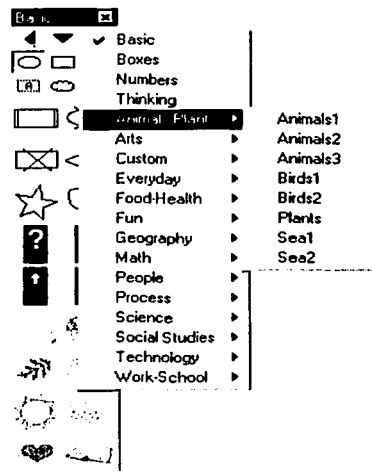 Basic
Basic
Boxes
Numbers
Thinking
Animal Plant
Arts
Custom
Everyday
Food-Health
Fun
Geography
Math
People
Process
Science
Social Studies
Technology
Work-School
Animals1
Animals2
Animals3
Birds1
Birds2
Plants
Sea1
Sea2
A
?